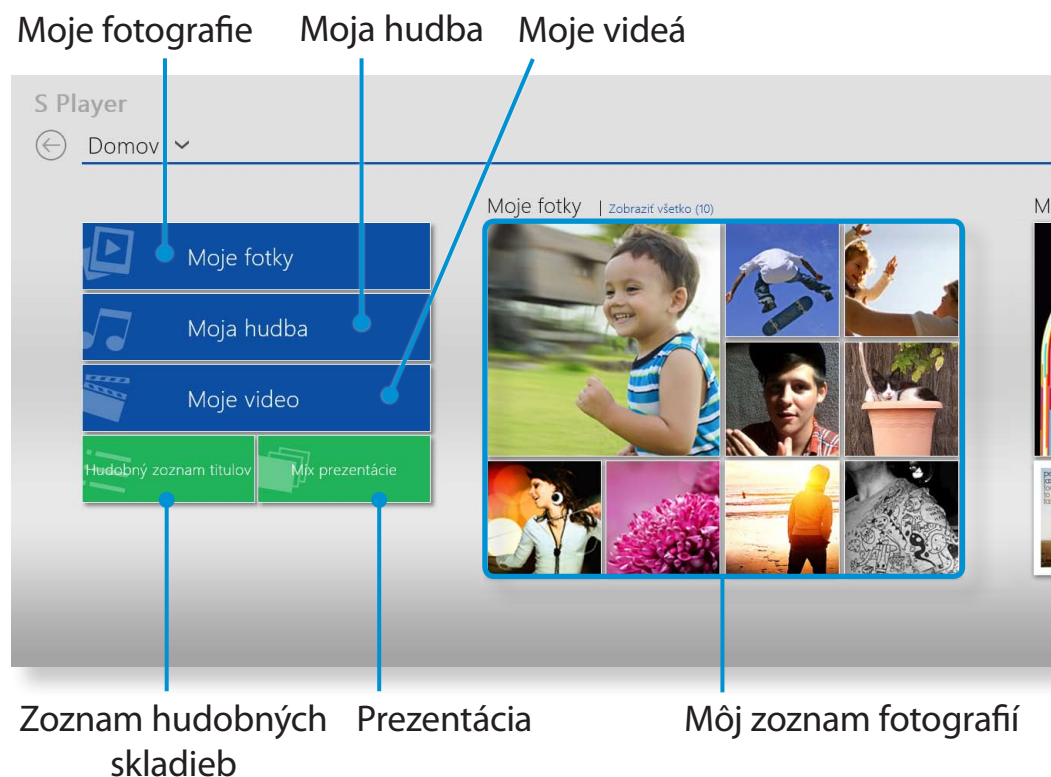 Moje fotografie Moja hudba Moje videá
S Player
Domov
Moje fotky | Zobraziť všetko (10)
M
Moje fotky
Moja hudba
Moje video
Hudobný zoznam titulov Mix prezentácie
Zoznam hudobných skladieb
Prezentácia
Môj zoznam fotografií